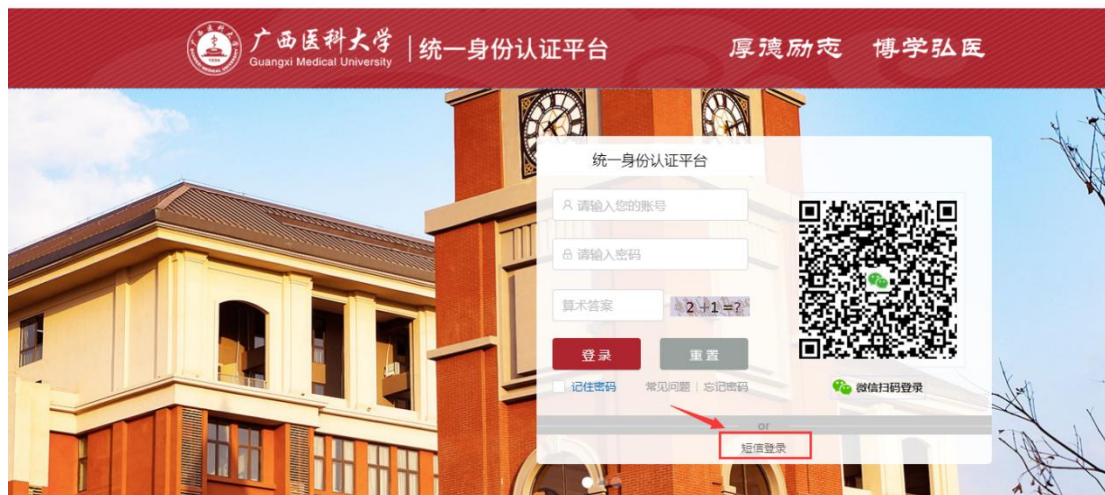 广西医科大学
Guangxi Medical University
统一身份认证平台
厚德励志 博学弘医
统一身份认证平台
请输入您的账号
请输入密码
算术答案
2+1=?
登录
重置
记住密码
常见问题 | 忘记密码
微信扫码登录
or
短信登录